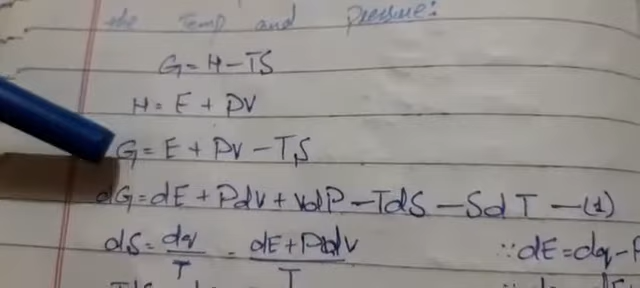 the Temp and Pressure:
G = H - TS
H = E + PV
G = E + PV - TS
dG = dE + PdV + VdP - TdS - SdT - (1)
dS = dq/T = dE + PdV/T ∵ dE = dq - P